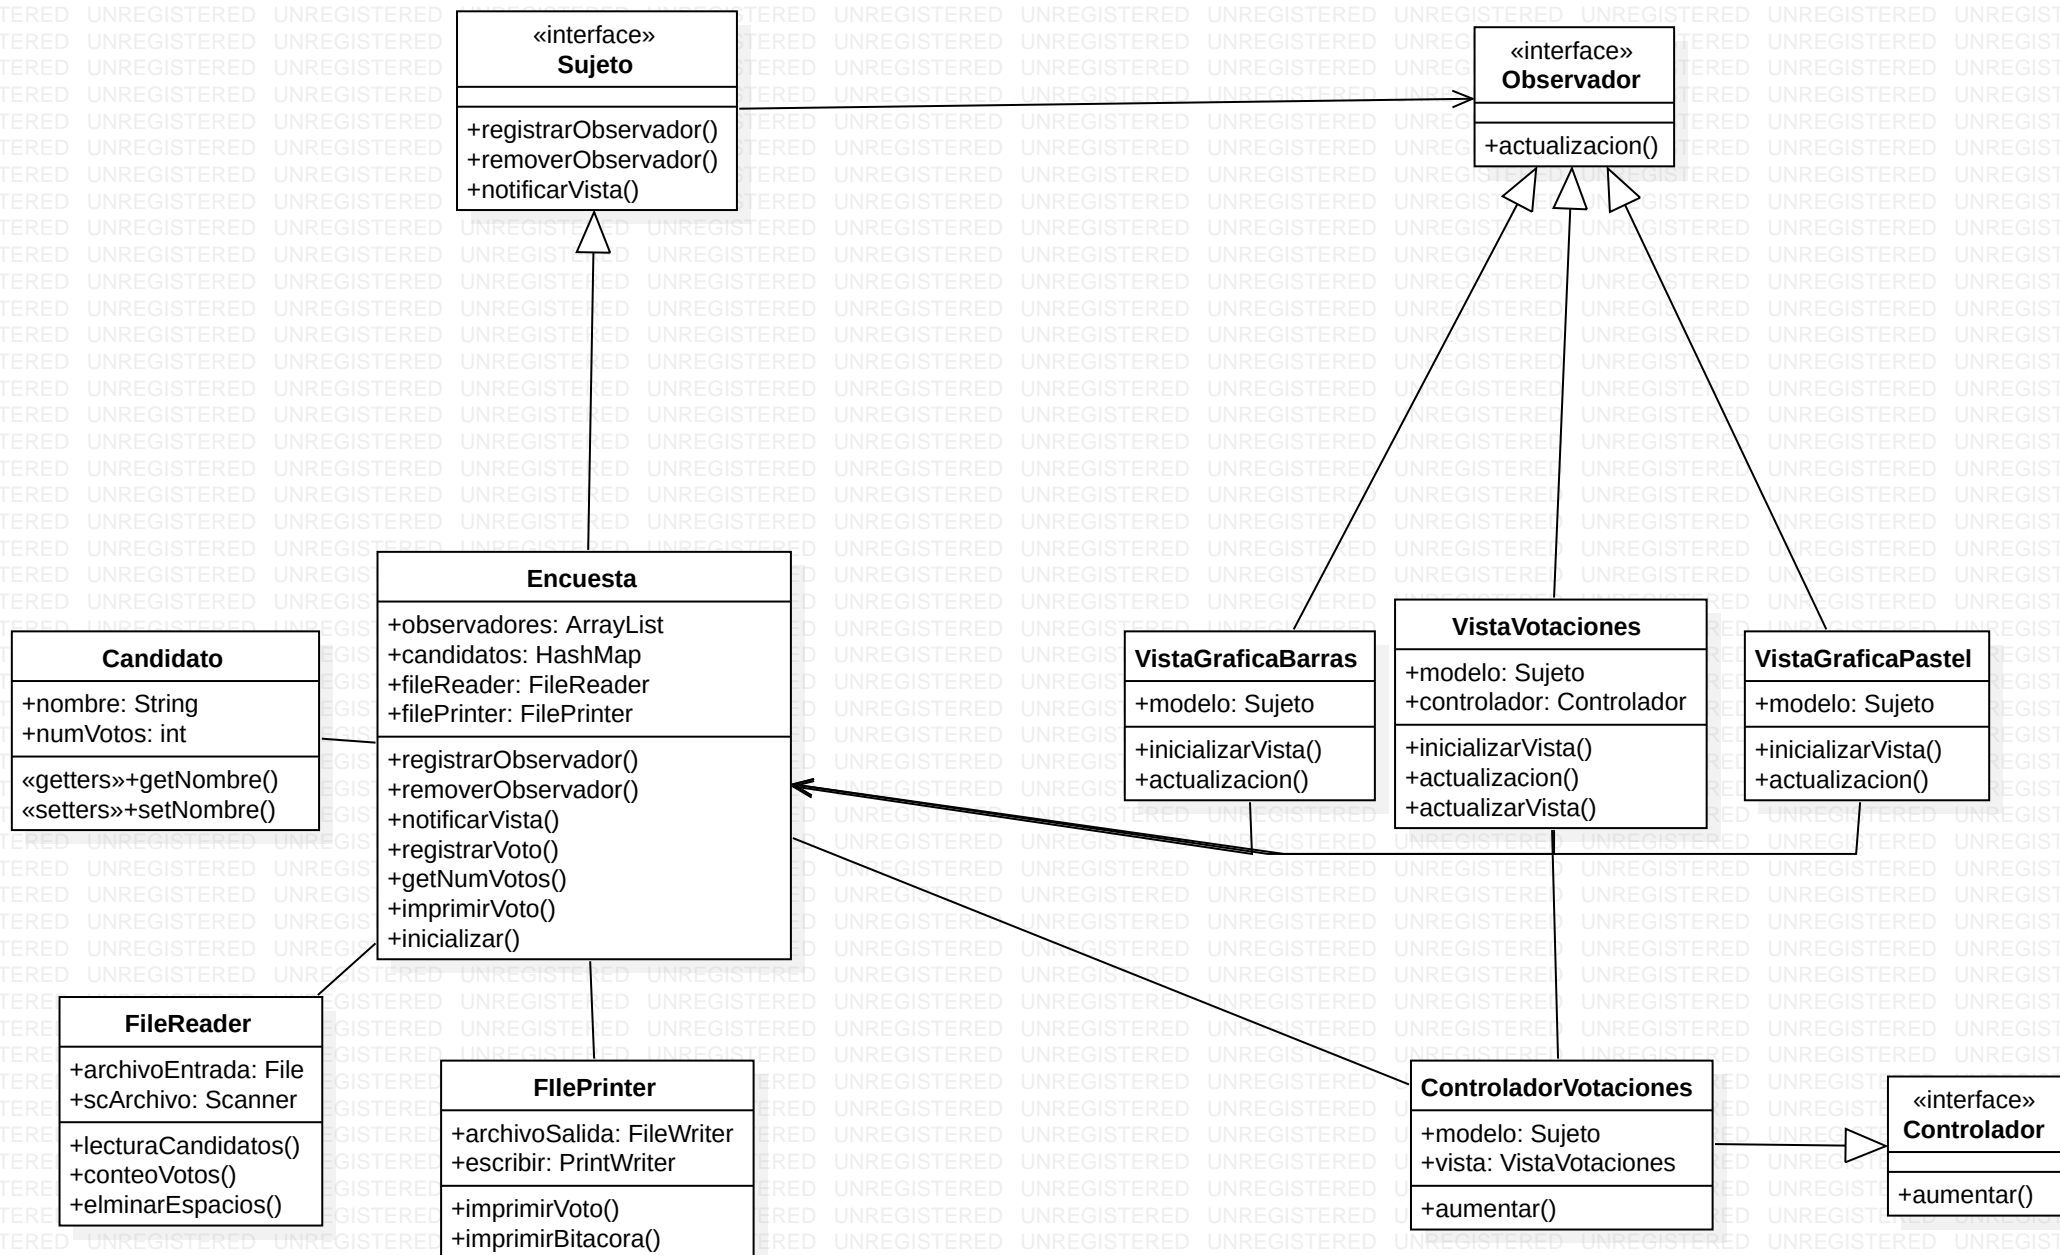 «interface»
Sujeto
+registrarObservador()
+removerObservador()
+notificarVista()
«interface»
Observador
+actualizacion()
Encuesta
+observadores: ArrayList
+candidatos: HashMap
+fileReader: FileReader
+filePrinter: FilePrinter
+registrarObservador()
+removerObservador()
+notificarVista()
+registrarVoto()
+getNumVotos()
+imprimirVoto()
+inicializar()
Candidato
+nombre: String
+numVotos: int
«getters»+getNombre()
«setters»+setNombre()
VistaGraficaBarras
+modelo: Sujeto
+inicializarVista()
+actualizacion()
VistaVotaciones
+modelo: Sujeto
+controlador: Controlador
+inicializarVista()
+actualizacion()
+actualizarVista()
VistaGraficaPastel
+modelo: Sujeto
+inicializarVista()
+actualizacion()
FileReader
+archivoEntrada: File
+scArchivo: Scanner
+lecturaCandidatos()
+conteoVotos()
+elminarEspacios()
FIlePrinter
+archivoSalida: FileWriter
+escribir: PrintWriter
+imprimirVoto()
+imprimirBitacora()
ControladorVotaciones
+modelo: Sujeto
+vista: VistaVotaciones
+aumentar()
«interface»
Controlador
+aumentar()
UNREGISTERED